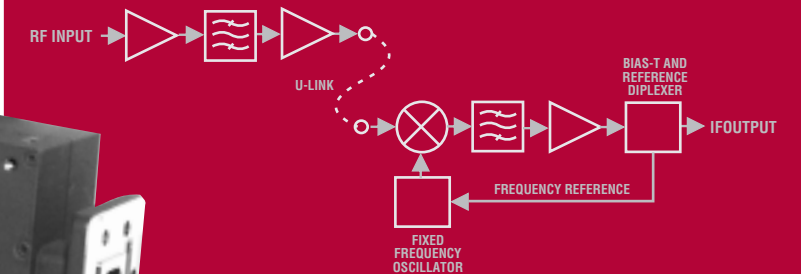 RF INPUT
U-LINK
BIAS-T AND
REFERENCE
DIPLEXER
IFOUTPUT
FREQUENCY REFERENCE
FIXED
FREQUENCY
OSCILLATOR